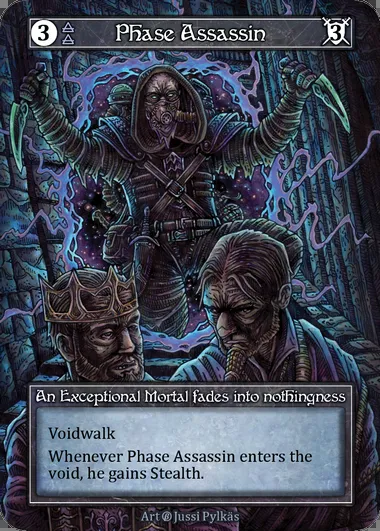 3 Phase Assassin 3
An Exceptional Mortal fades into nothingness
Voidwalk
Whenever Phase Assassin enters the
void, he gains Stealth.
Art @ Jussi Pylkäs